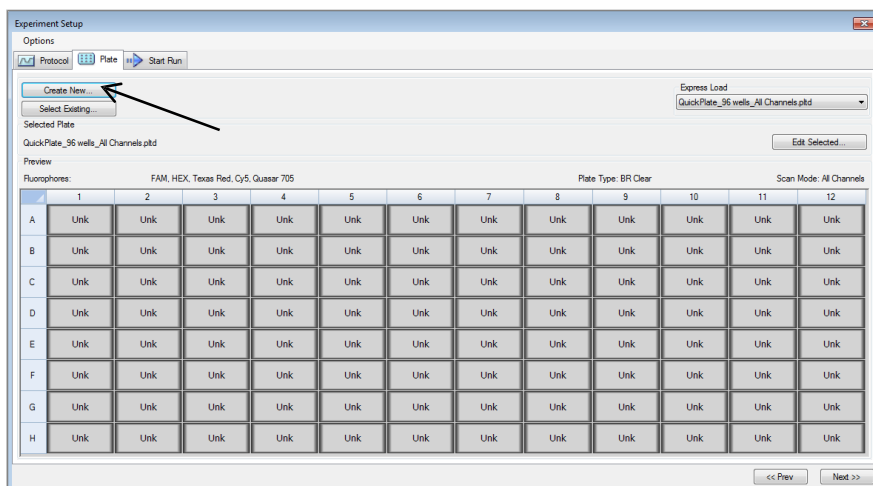 Experiment Setup
Options
Protocol Plate Start Run
Create New...
Select Existing...
Express Load
QuickPlate_96 wells_All Channels.pltd
Selected Plate
QuickPlate_96 wells_All Channels.pltd
Edit Selected...
Preview
Fluorophores: FAM, HEX, Texas Red, Cy5, Quasar 705 Plate Type: BR Clear Scan Mode: All Channels
1 2 3 4 5 6 7 8 9 10 11 12
A Unk Unk Unk Unk Unk Unk Unk Unk Unk Unk Unk Unk
B Unk Unk Unk Unk Unk Unk Unk Unk Unk Unk Unk Unk
C Unk Unk Unk Unk Unk Unk Unk Unk Unk Unk Unk Unk
D Unk Unk Unk Unk Unk Unk Unk Unk Unk Unk Unk Unk
E Unk Unk Unk Unk Unk Unk Unk Unk Unk Unk Unk Unk
F Unk Unk Unk Unk Unk Unk Unk Unk Unk Unk Unk Unk
G Unk Unk Unk Unk Unk Unk Unk Unk Unk Unk Unk Unk
H Unk Unk Unk Unk Unk Unk Unk Unk Unk Unk Unk Unk
<< Prev Next >>